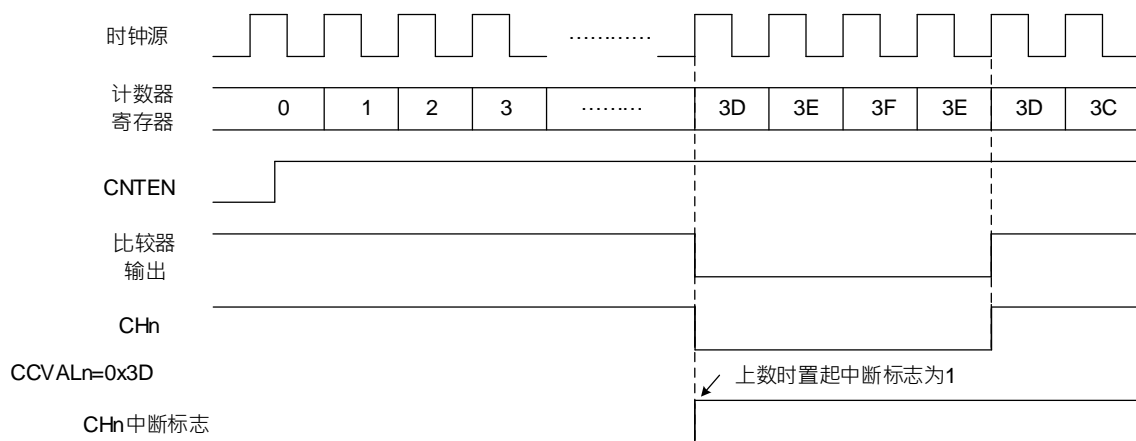 时钟源
…………
计数器
寄存器
0 1 2 3 ……… 3D 3E 3F 3E 3D 3C
CNTEN
比较器
输出
CHn
CCVALn=0x3D
上数时置起中断标志为1
CHn中断标志